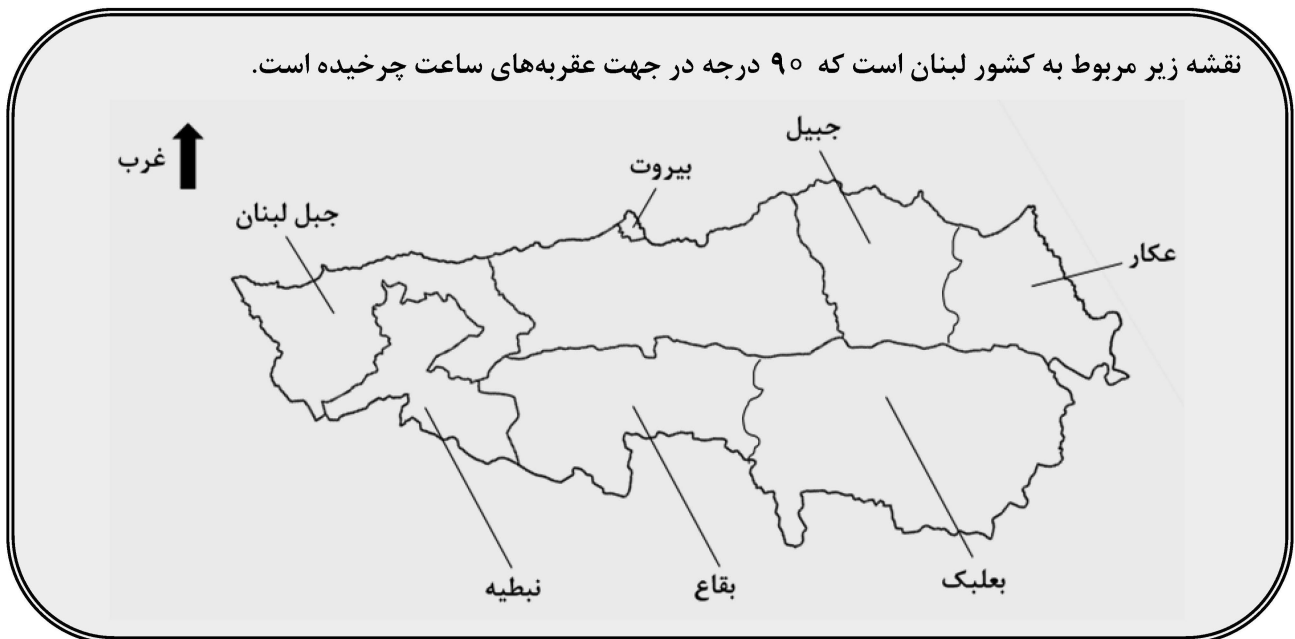 نقشه زیر مربوط به کشور لبنان است که ۹۰ درجه در جهت عقربه‌های ساعت چرخیده است.
جبیل
غرب
بیروت
جبل لبنان
عکار
بعلبک
بقاع
نبطیه